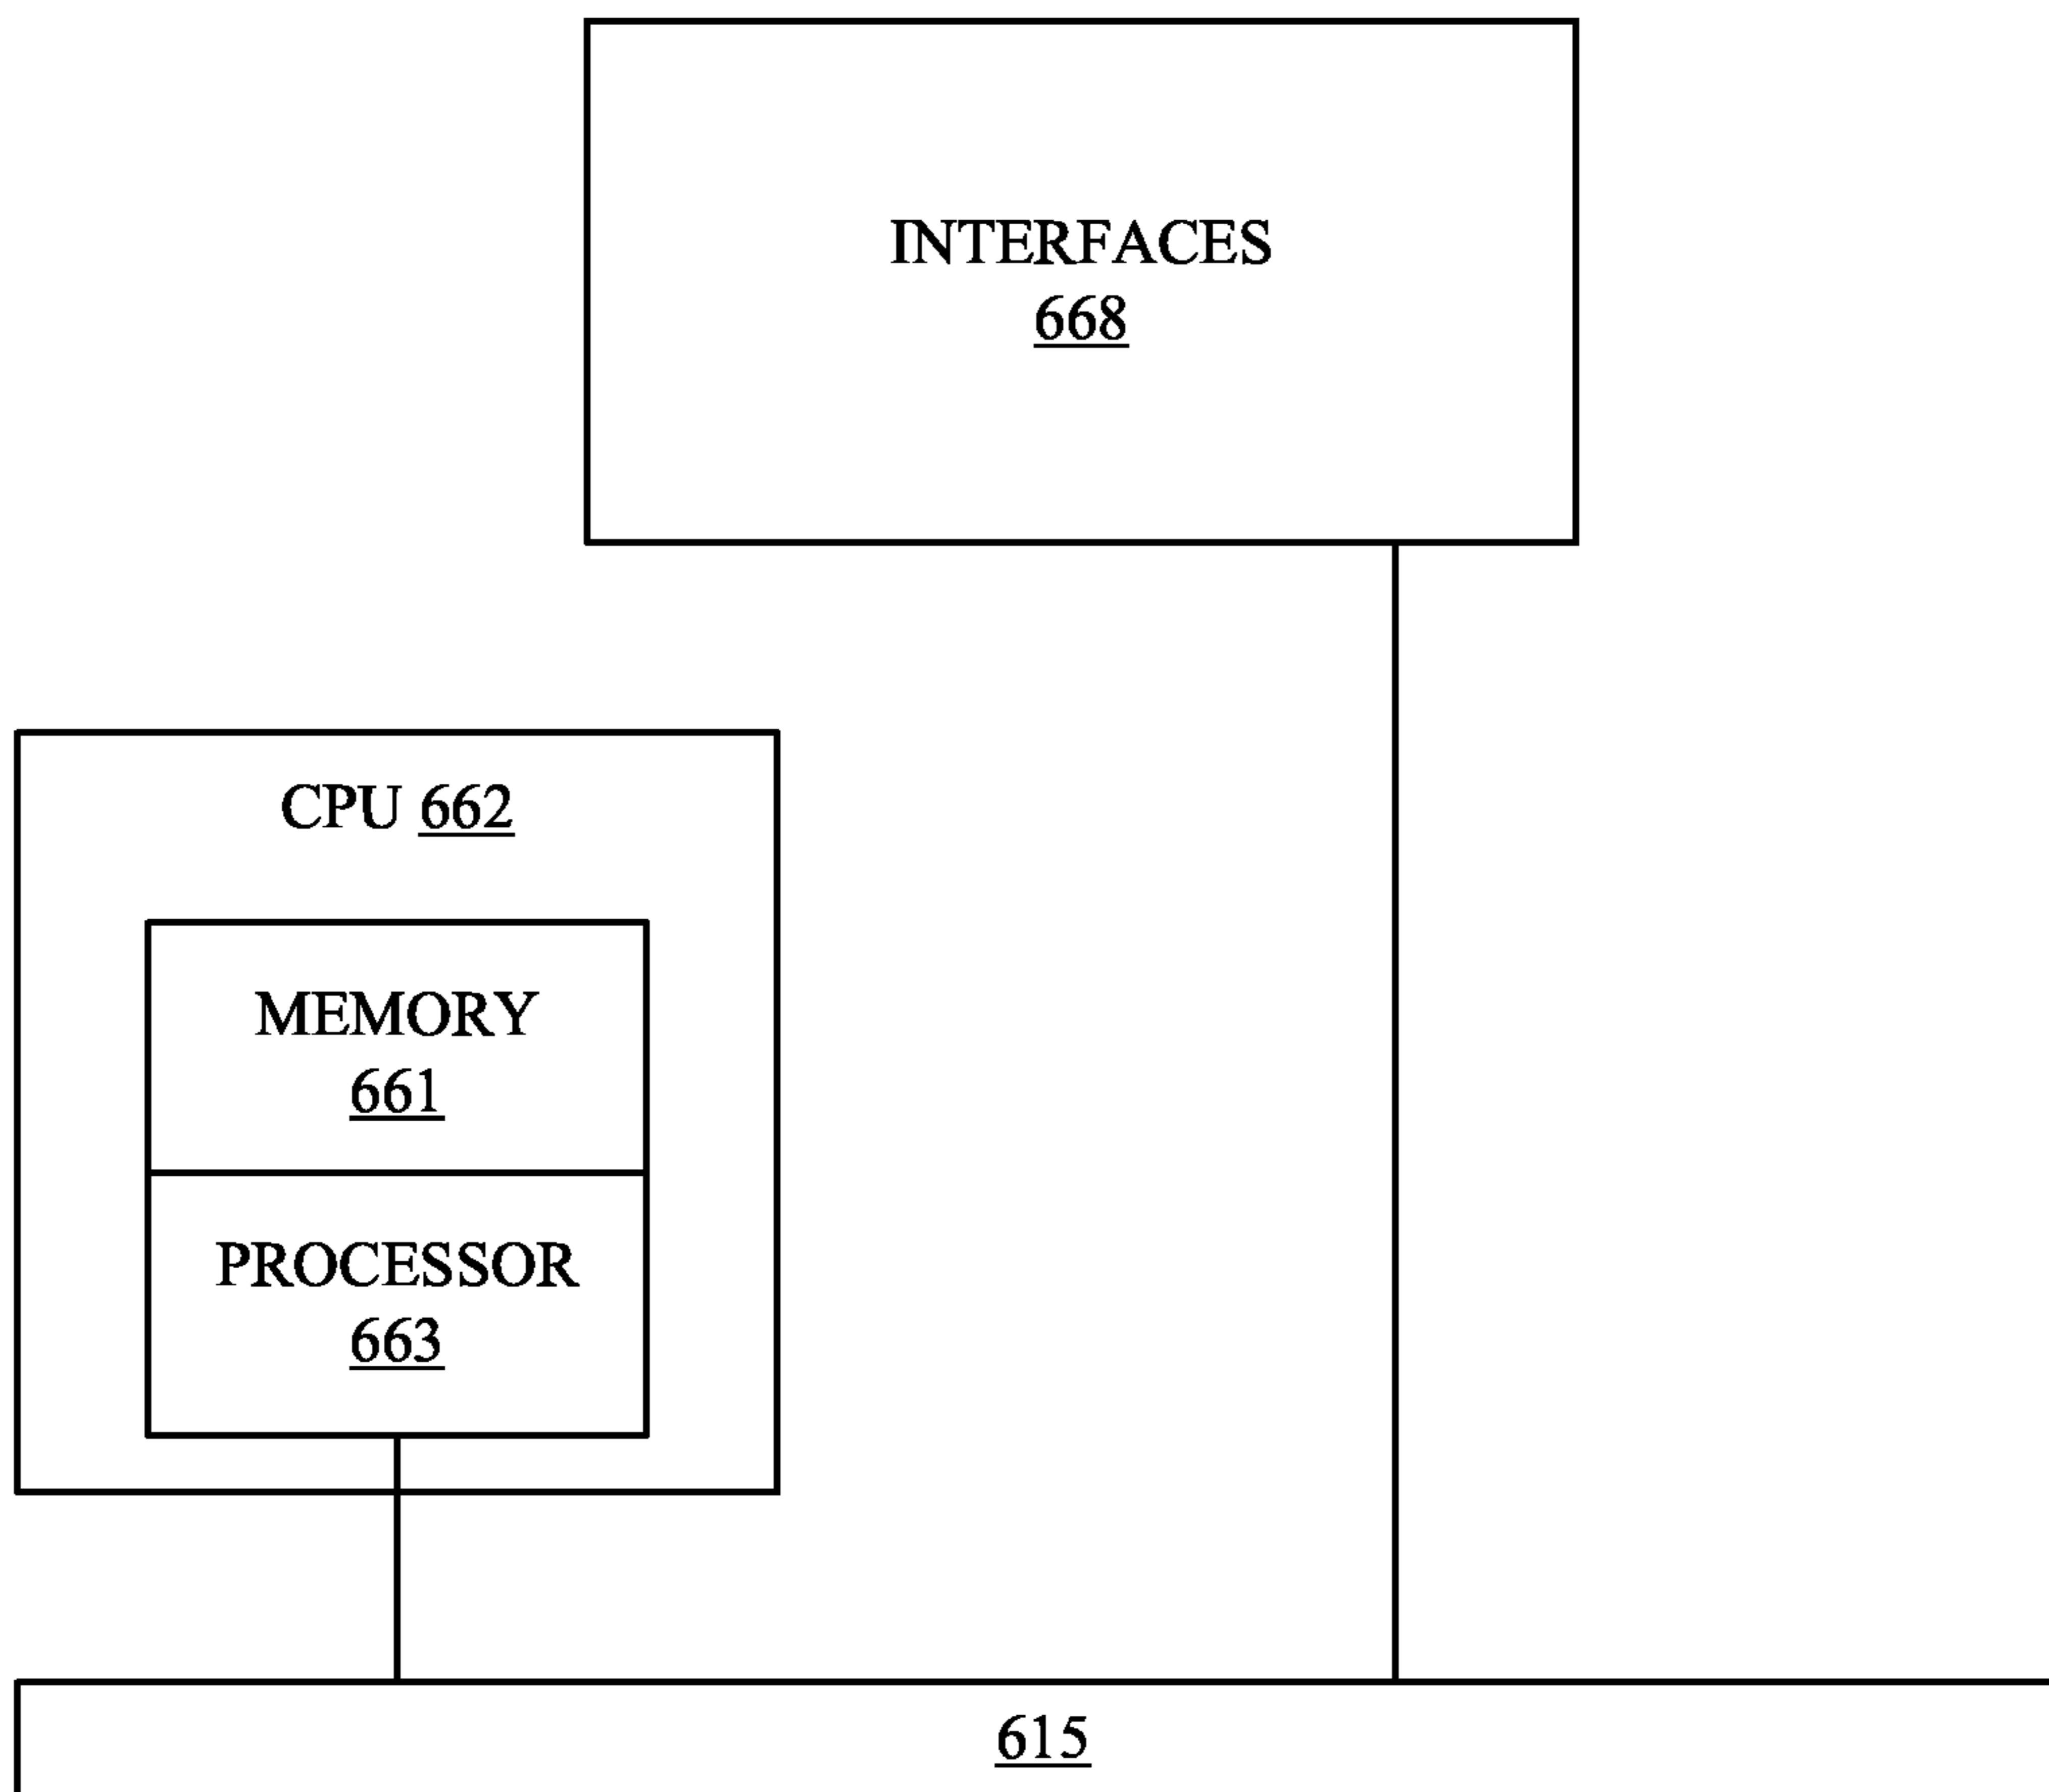 INTERFACES
668
CPU 662
MEMORY
661
PROCESSOR
663
615